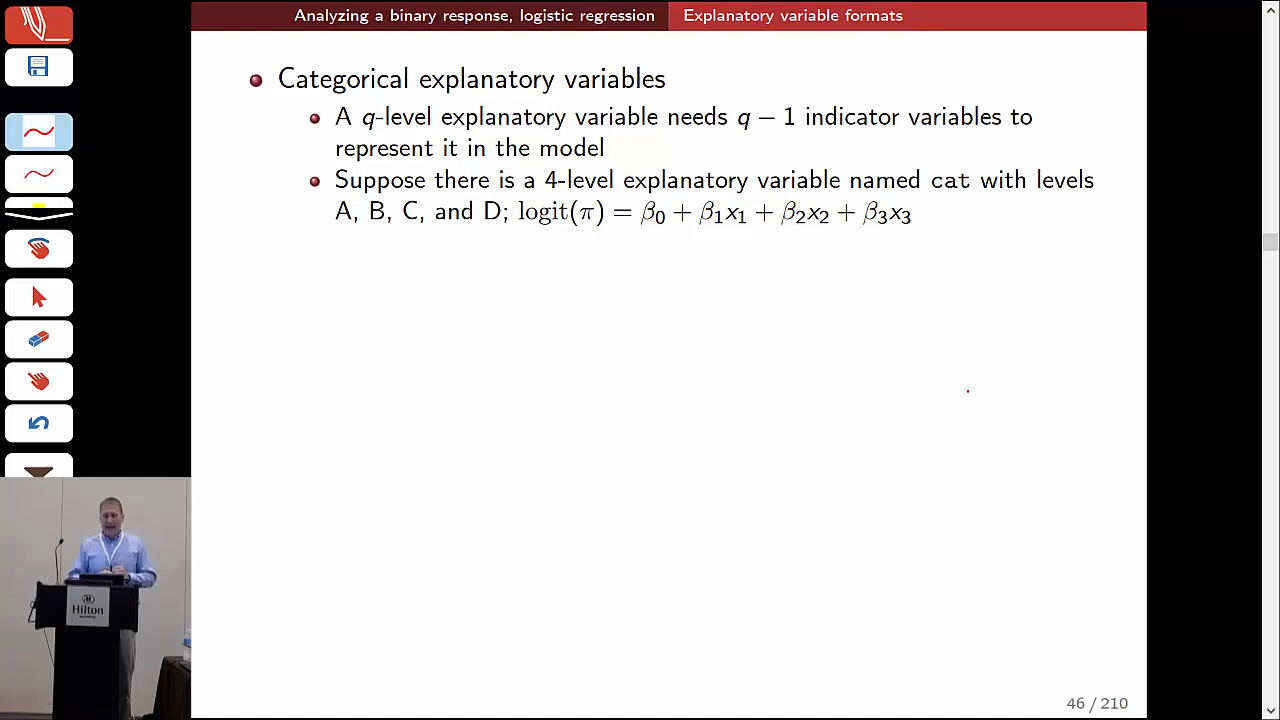 Analyzing a binary response, logistic regression Explanatory variable formats
Categorical explanatory variables
A q-level explanatory variable needs q − 1 indicator variables to
represent it in the model
Suppose there is a 4-level explanatory variable named cat with levels
A, B, C, and D; logit(π) = β₀ + β₁x₁ + β₂x₂ + β₃x₃
Hilton
46 / 210